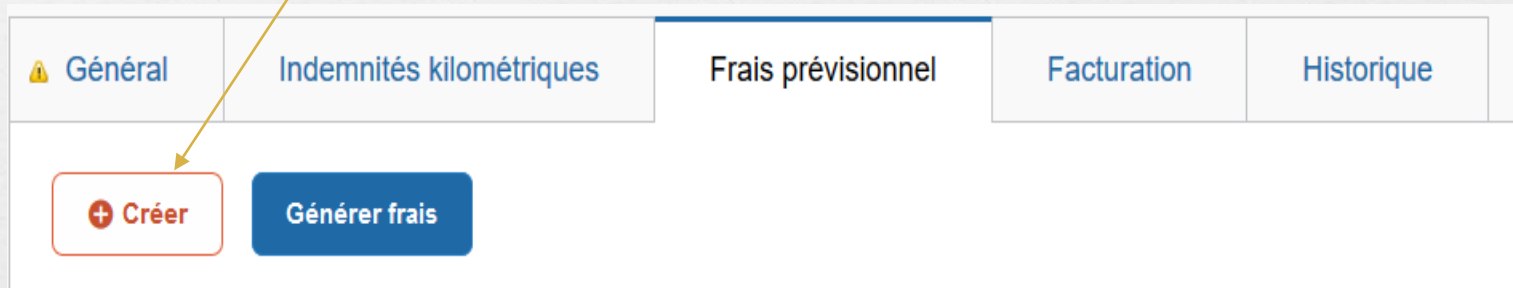 Général Indemnités kilométriques Frais prévisionnel Facturation Historique
Créer Générer frais